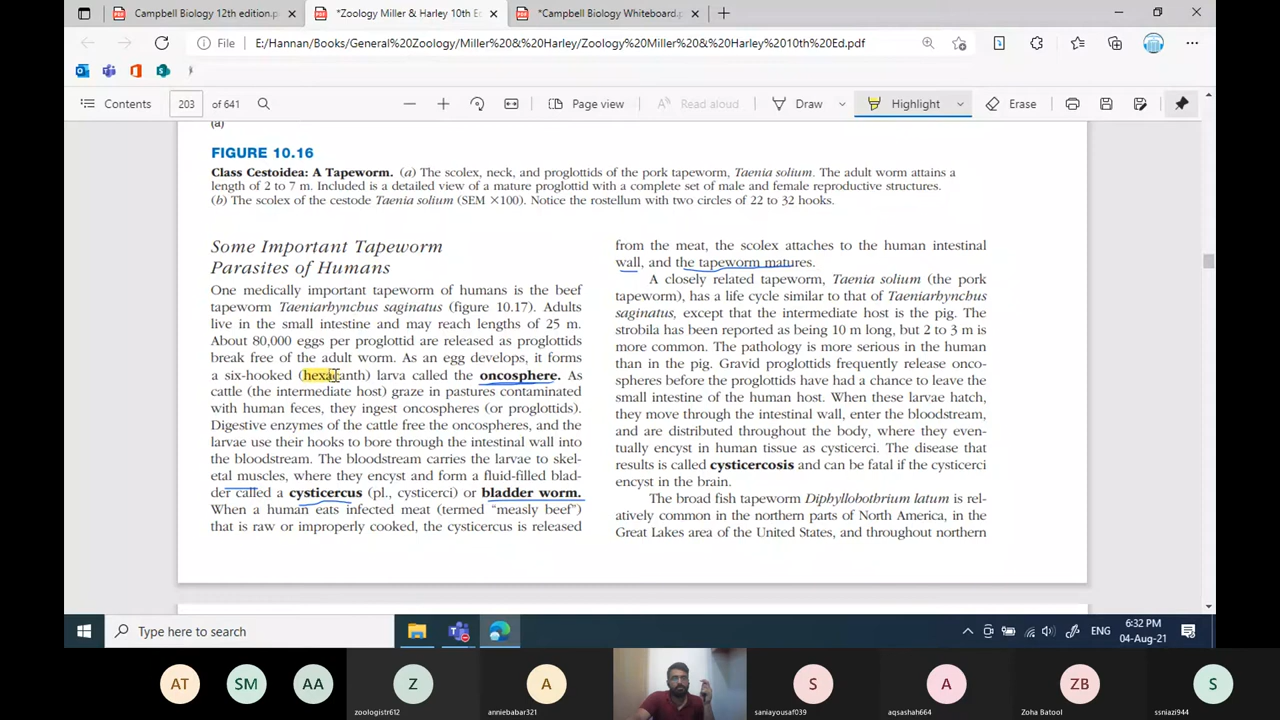 Campbell Biology 12th edition.p
*Zoology Miller & Harley 10th E
*Campbell Biology Whiteboard.p
File
E:/Hannan/Books/General%20Zoology/Miller%20&%20Harley/Zoology%20Miller%20&%20Harley%2010th%20Ed.pdf
Contents
203 of 641
Page view
Read aloud
Draw
Highlight
Erase
(a)
FIGURE 10.16
Class Cestoidea: A Tapeworm. (a) The scolex, neck, and proglottids of the pork tapeworm, Taenia solium. The adult worm attains a
length of 2 to 7 m. Included is a detailed view of a mature proglottid with a complete set of male and female reproductive structures.
(b) The scolex of the cestode Taenia solium (SEM ×100). Notice the rostellum with two circles of 22 to 32 hooks.
Some Important Tapeworm
Parasites of Humans
One medically important tapeworm of humans is the beef
tapeworm Taeniarhynchus saginatus (figure 10.17). Adults
live in the small intestine and may reach lengths of 25 m.
About 80,000 eggs per proglottid are released as proglottids
break free of the adult worm. As an egg develops, it forms
a six-hooked (hexacanth) larva called the oncosphere. As
cattle (the intermediate host) graze in pastures contaminated
with human feces, they ingest oncospheres (or proglottids).
Digestive enzymes of the cattle free the oncospheres, and the
larvae use their hooks to bore through the intestinal wall into
the bloodstream. The bloodstream carries the larvae to skel-
etal muscles, where they encyst and form a fluid-filled blad-
der called a cysticercus (pl., cysticerci) or bladder worm.
When a human eats infected meat (termed “measly beef”)
that is raw or improperly cooked, the cysticercus is released
from the meat, the scolex attaches to the human intestinal
wall, and the tapeworm matures.
A closely related tapeworm, Taenia solium (the pork
tapeworm), has a life cycle similar to that of Taeniarhynchus
saginatus, except that the intermediate host is the pig. The
strobila has been reported as being 10 m long, but 2 to 3 m is
more common. The pathology is more serious in the human
than in the pig. Gravid proglottids frequently release onco-
spheres before the proglottids have had a chance to leave the
small intestine of the human host. When these larvae hatch,
they move through the intestinal wall, enter the bloodstream,
and are distributed throughout the body, where they even-
tually encyst in human tissue as cysticerci. The disease that
results is called cysticercosis and can be fatal if the cysticerci
encyst in the brain.
The broad fish tapeworm Diphyllobothrium latum is rel-
atively common in the northern parts of North America, in the
Great Lakes area of the United States, and throughout northern
Type here to search
ENG
6:32 PM
04-Aug-21
AT
SM
AA
Z
A
S
A
ZB
S
zoologistr612
anniebabar321
saniayousaf039
aqsashah664
Zoha Batool
ssniazi944